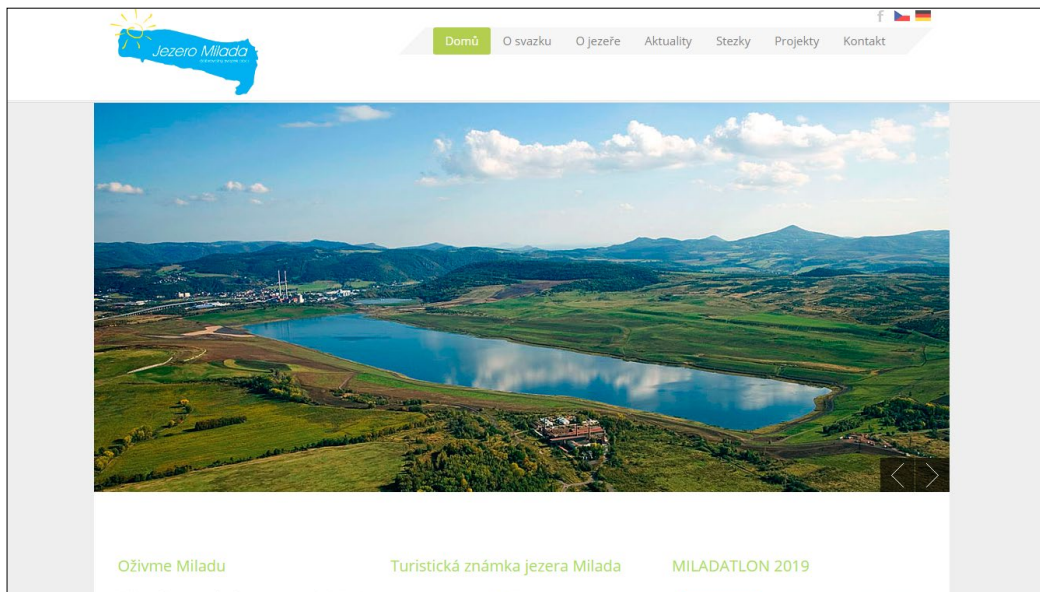 Jezero Milada
f
Domů O svazku O jezeře Aktuality Stezky Projekty Kontakt
Oživme Miladu
Turistická známka jezera Milada
MILADATLON 2019